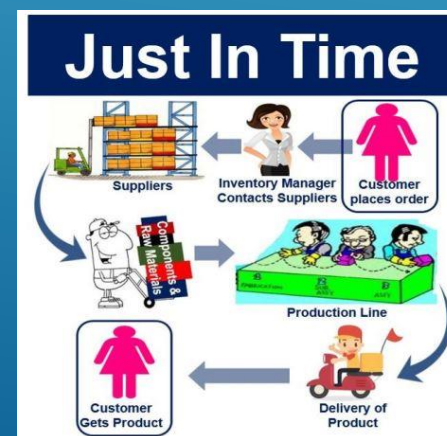 Just In Time
Suppliers
Inventory Manager
Contacts Suppliers
Customer
places order
Components &
Raw Materials
Production Line
Customer
Gets Product
Delivery of
Product